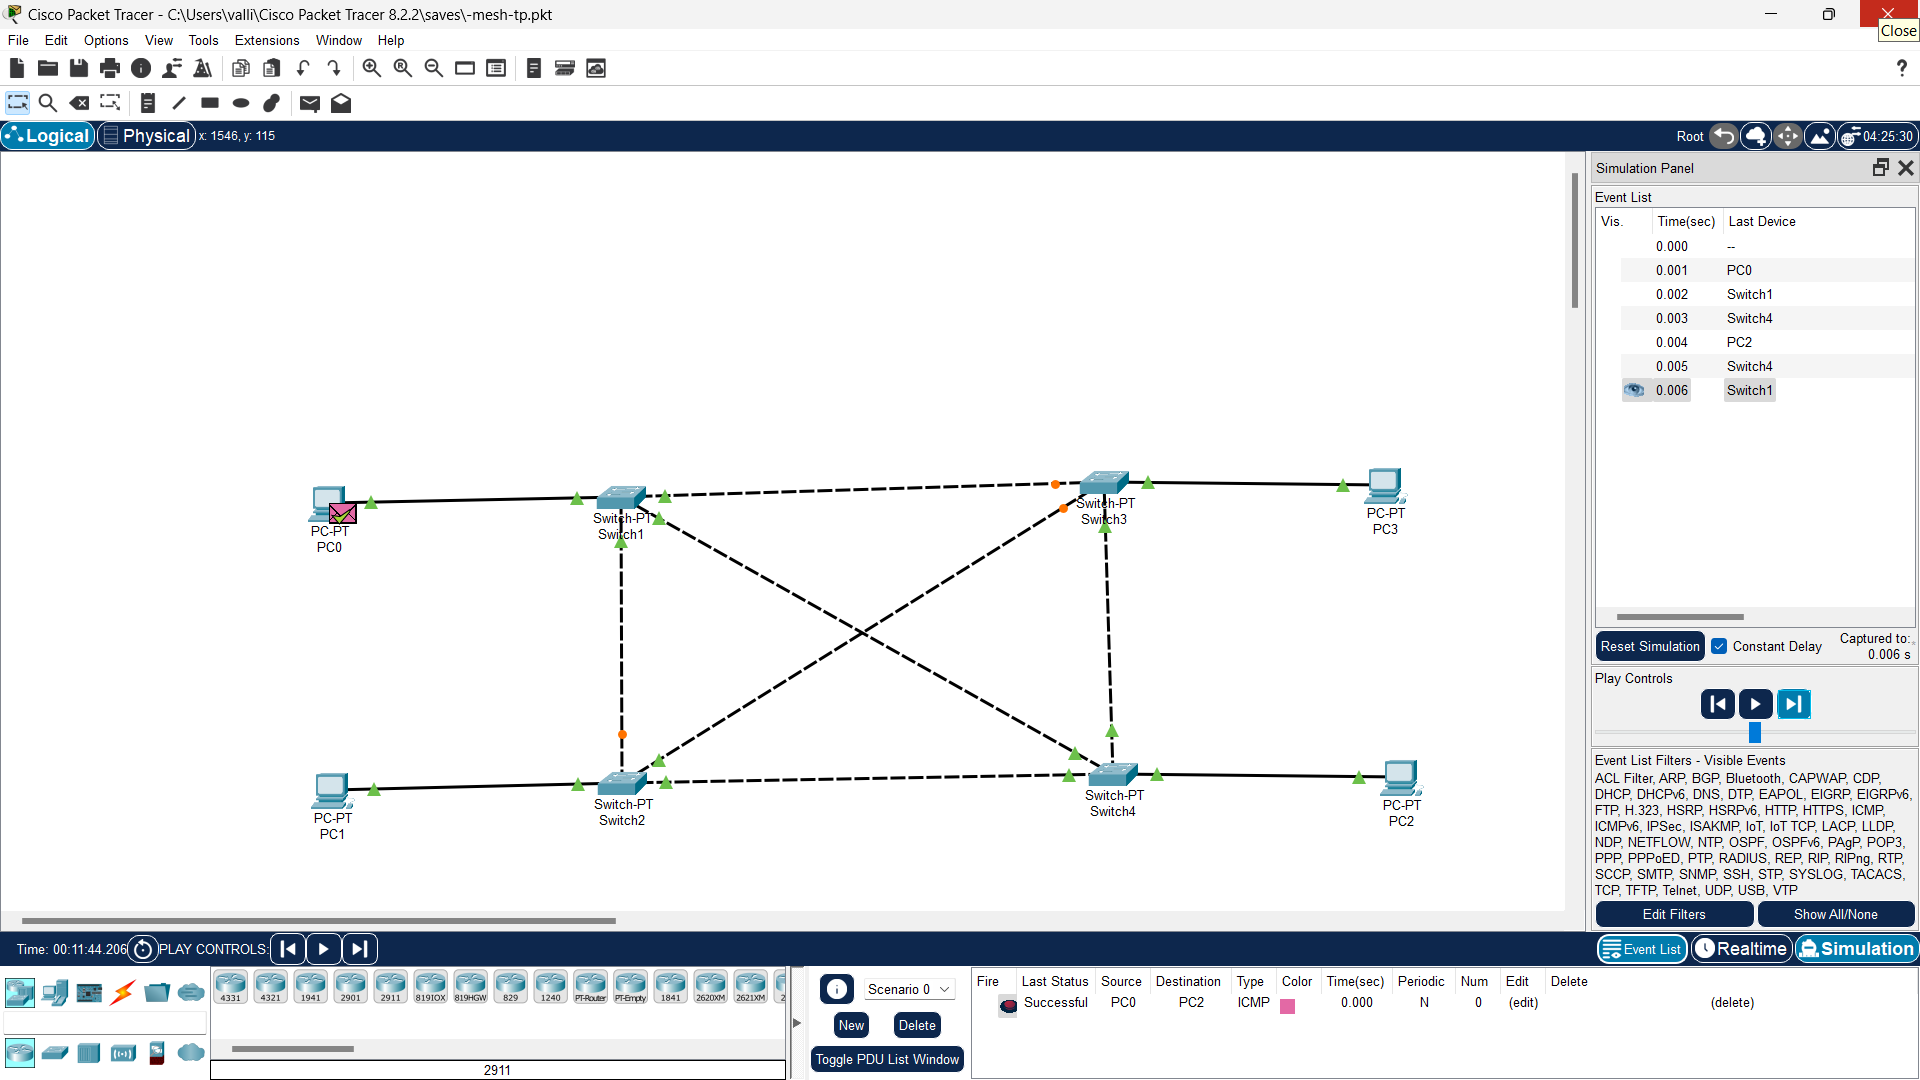 Cisco Packet Tracer - C:\Users\valli\Cisco Packet Tracer 8.2.2\saves\-mesh-tp.pkt
Close
File Edit Options View Tools Extensions Window Help
?
Logical Physical x: 1546, y: 115
Root 04:25:30
Simulation Panel
Event List
Vis. Time(sec) Last Device
0.000 --
0.001 PC0
0.002 Switch1
0.003 Switch4
0.004 PC2
0.005 Switch4
0.006 Switch1
PC-PT
PC0
Switch-PT
Switch1
Switch-PT
Switch3
PC-PT
PC3
PC-PT
PC1
Switch-PT
Switch2
Switch-PT
Switch4
PC-PT
PC2
Reset Simulation Constant Delay Captured to:
0.006 s
Play Controls
Event List Filters - Visible Events
ACL Filter, ARP, BGP, Bluetooth, CAPWAP, CDP,
DHCP, DHCPv6, DNS, DTP, EAPOL, EIGRP, EIGRPv6,
FTP, H.323, HSRP, HSRPv6, HTTP, HTTPS, ICMP,
ICMPv6, IPSec, ISAKMP, IoT, IoT TCP, LACP, LLDP,
NDP, NETFLOW, NTP, OSPF, OSPFv6, PAgP, POP3,
PPP, PPPoED, PTP, RADIUS, REP, RIP, RIPng, RTP,
SCCP, SMTP, SNMP, SSH, STP, SYSLOG, TACACS,
TCP, TFTP, Telnet, UDP, USB, VTP
Edit Filters Show All/None
Time: 00:11:44.206 PLAY CONTROLS:
Event List Realtime Simulation
4331 4321 1941 2901 2911 819IOX 819HGW 829 1240 PT-Router PT-Empty 1841 2620XM 2621XM 2
2911
Scenario 0
New Delete
Toggle PDU List Window
Fire Last Status Source Destination Type Color Time(sec) Periodic Num Edit Delete
Successful PC0 PC2 ICMP 0.000 N 0 (edit) (delete)